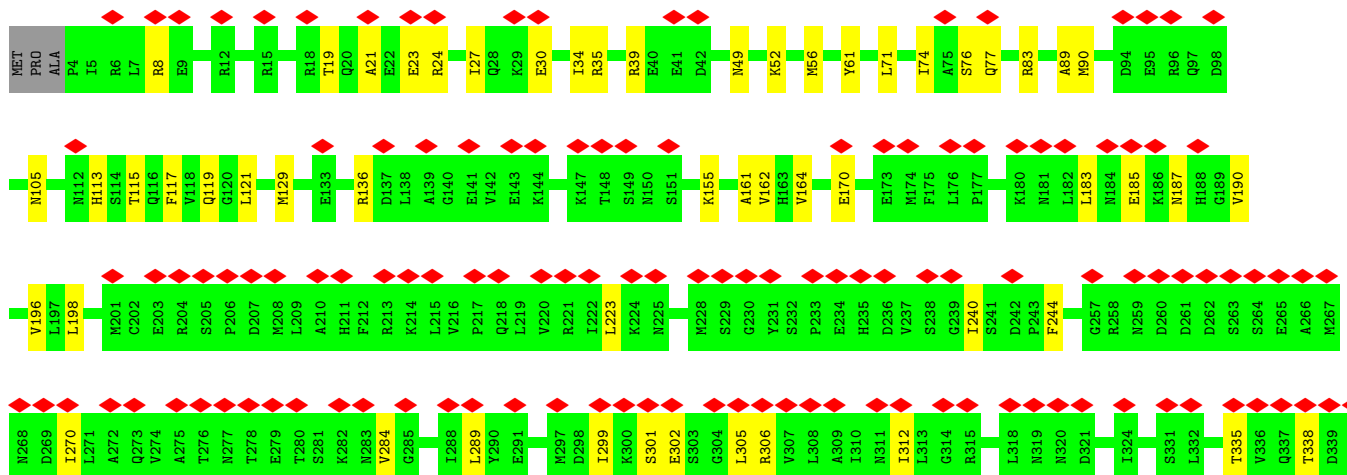 MET PRO ALA P4 I5 R6 L7 R8 E9 R12 R15 R18 T19 Q20 A21 E22 E23 R24 I27 Q28 K29 E30 I34 R35 R39 E40 E41 D42 N49 K52 M56 Y61 L71 I74 A75 S76 Q77 R83 A89 M90 D94 E95 R96 Q97 D98
N105 N112 H113 S114 T115 Q116 F117 V118 Q119 G120 L121 M129 E133 R136 D137 L138 A139 G140 E141 V142 E143 K144 K147 T148 S149 N150 S151 K155 A161 V162 H163 V164 E170 E173 M174 F175 L176 P177 K180 N181 L182 L183 N184 E185 K186 N187 H188 G189 V190
V196 L197 L198 M201 C202 E203 R204 S205 P206 D207 M208 L209 A210 H211 F212 R213 K214 L215 V216 P217 Q218 L219 V220 R221 I222 L223 K224 N225 M228 S229 G230 Y231 S232 P233 E234 H235 D236 V237 S238 G239 I240 S241 D242 P243 F244 G257 R258 N259 D260 D261 D262 S263 S264 E265 A266 M267
N268 D269 I270 L271 A272 Q273 V274 A275 T276 N277 T278 E279 T280 S281 K282 N283 V284 G285 I288 L289 Y290 E291 M297 D298 I299 K300 S301 E302 S303 G304 L305 R306 V307 L308 A309 I310 N311 I312 L313 G314 R315 L318 N319 N320 D321 I324 S331 L332 T335 V336 Q337 T338 D339